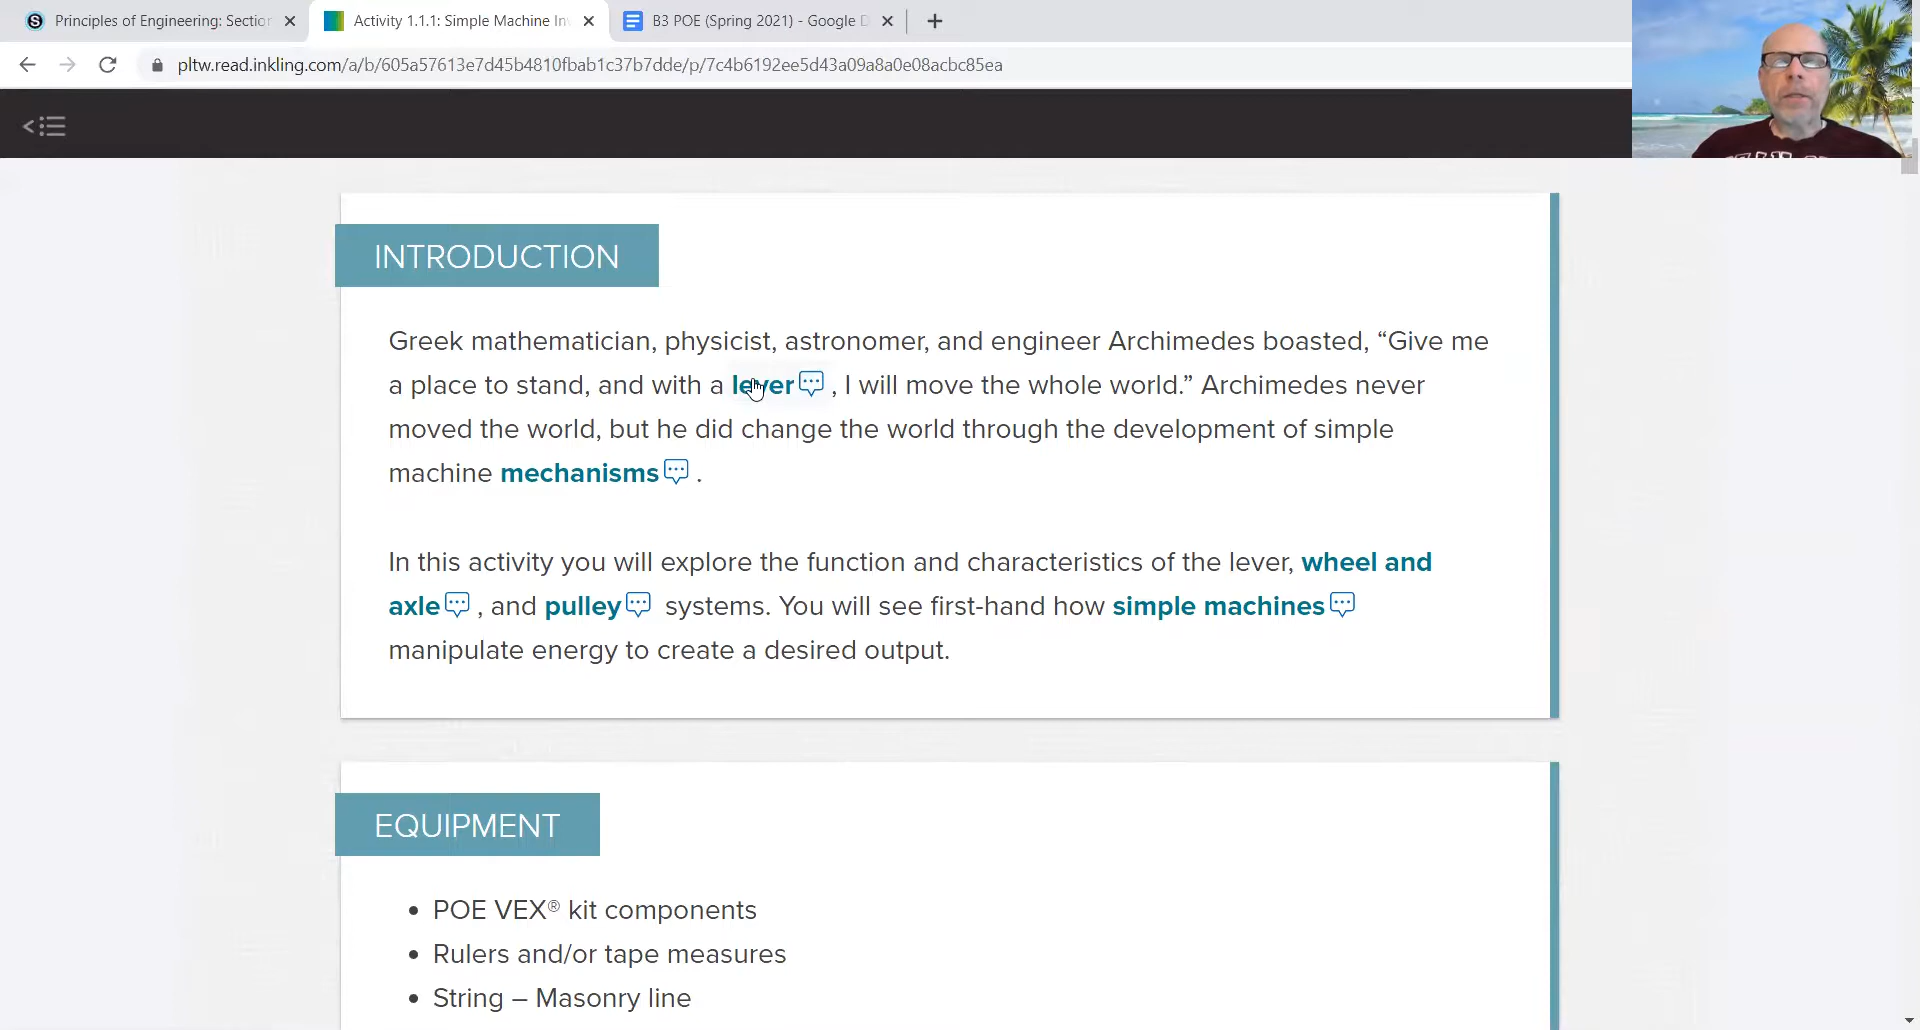 Principles of Engineering: Sectio
Activity 1.1.1: Simple Machine In
B3 POE (Spring 2021) - Google D
pltw.read.inkling.com/a/b/605a57613e7d45b4810fbab1c37b7dde/p/7c4b6192ee5d43a09a8a0e08acbc85ea
INTRODUCTION
Greek mathematician, physicist, astronomer, and engineer Archimedes boasted, “Give me
a place to stand, and with a lever , I will move the whole world.” Archimedes never
moved the world, but he did change the world through the development of simple
machine mechanisms .
In this activity you will explore the function and characteristics of the lever, wheel and
axle , and pulley systems. You will see first-hand how simple machines
manipulate energy to create a desired output.
EQUIPMENT
• POE VEX® kit components
• Rulers and/or tape measures
• String – Masonry line